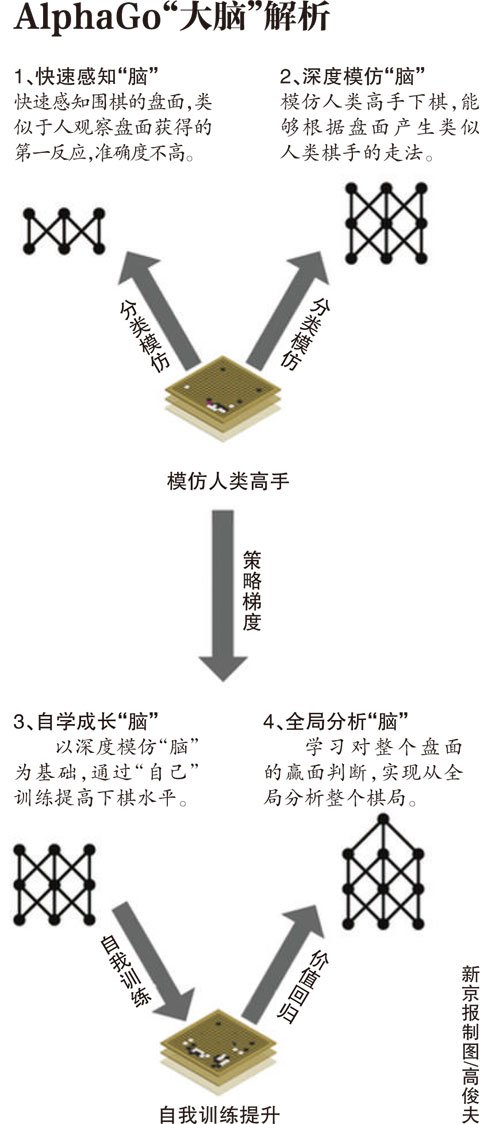 AlphaGo“大脑”解析
1、快速感知“脑”
快速感知围棋的盘面,类
似于人观察盘面获得的
第一反应,准确度不高。
2、深度模仿“脑”
模仿人类高手下棋,能
够根据盘面产生类似
人类棋手的走法。
分类模仿
分类模仿
模仿人类高手
策略梯度
3、自学成长“脑”
以深度模仿“脑”
为基础,通过“自己”
训练提高下棋水平。
4、全局分析“脑”
学习对整个盘面
的赢面判断,实现从全
局分析整个棋局。
自我训练
价值回归
自我训练提升
新京报制图/高俊夫